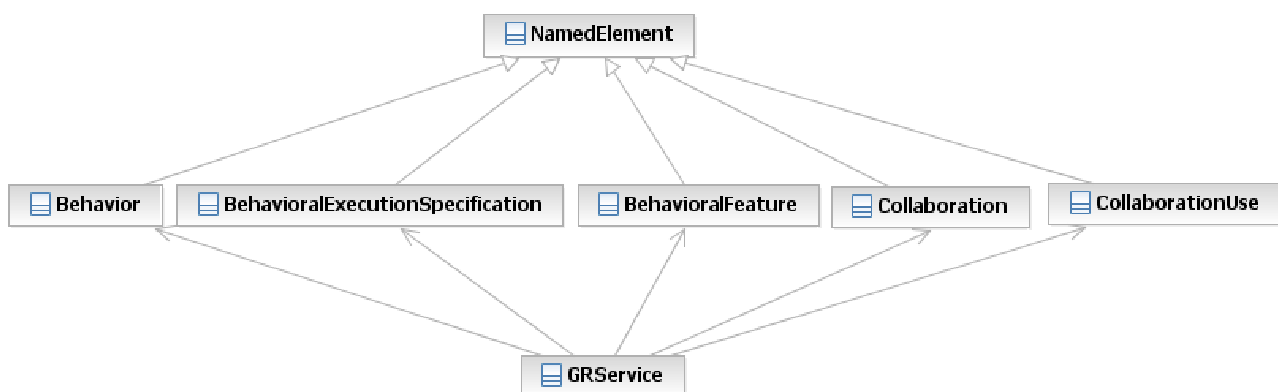 NamedElement
Behavior
BehavioralExecutionSpecification
BehavioralFeature
Collaboration
CollaborationUse
GRService